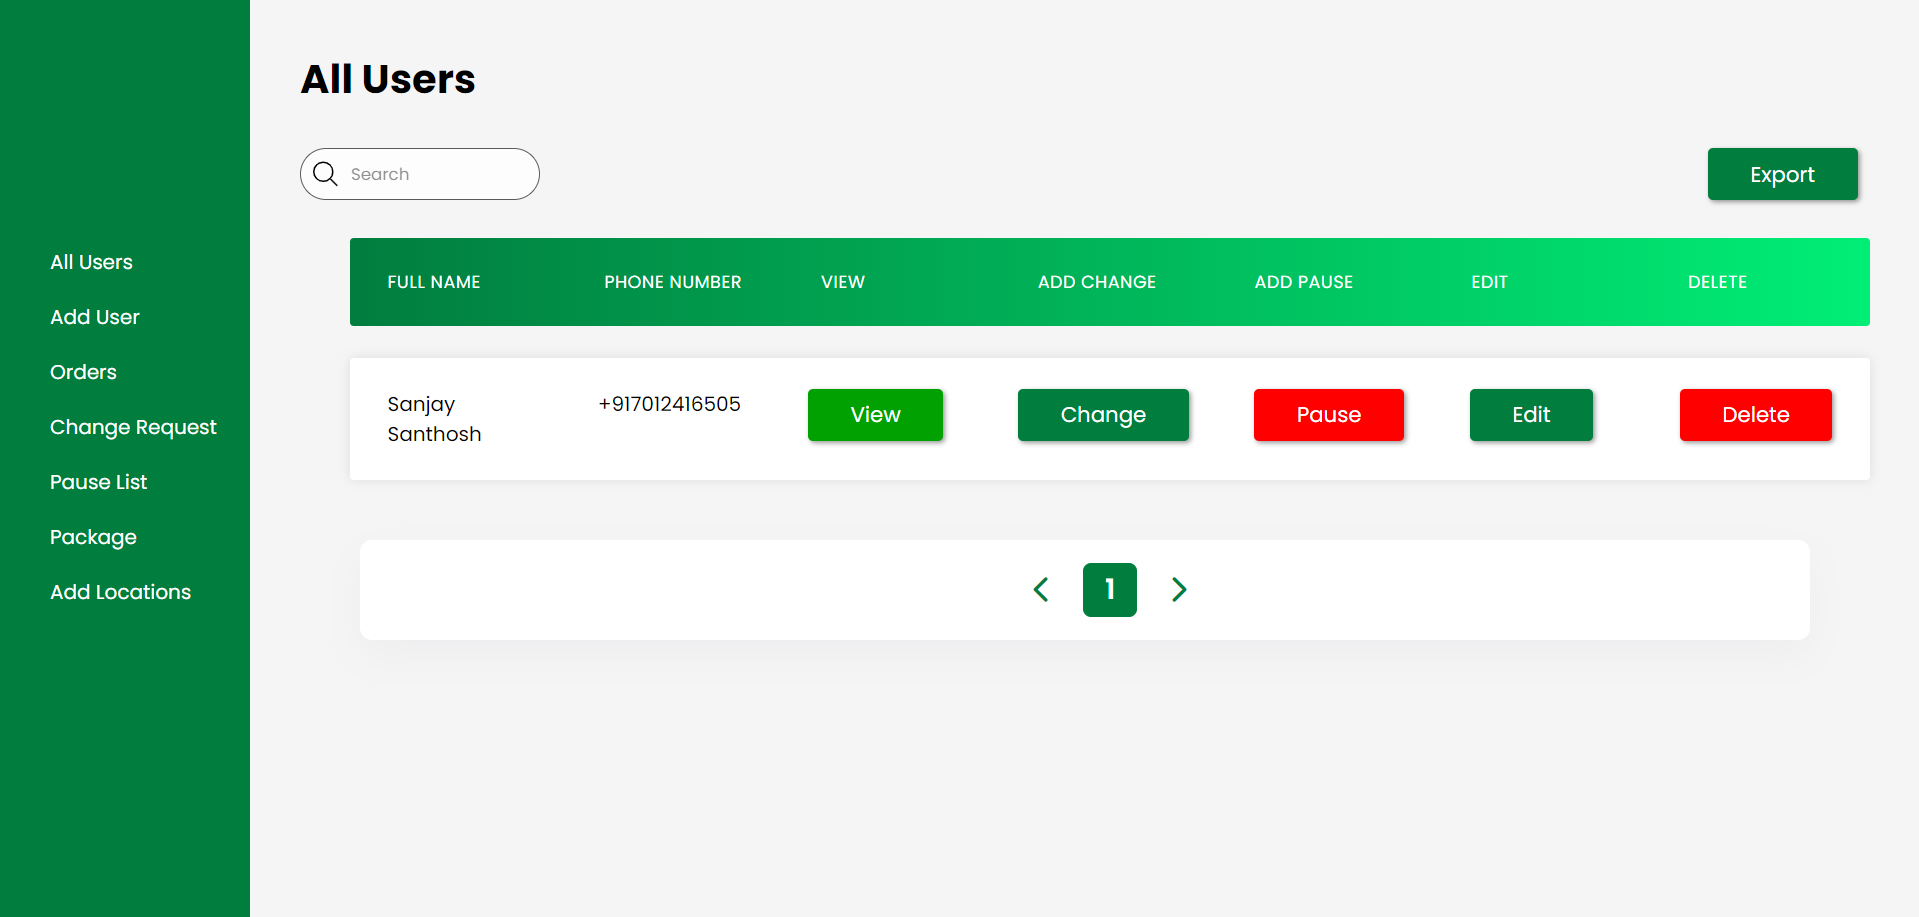 All Users
Add User
Orders
Change Request
Pause List
Package
Add Locations
All Users
Search
Export
FULL NAME PHONE NUMBER VIEW ADD CHANGE ADD PAUSE EDIT DELETE
Sanjay +917012416505 View Change Pause Edit Delete
Santhosh
1